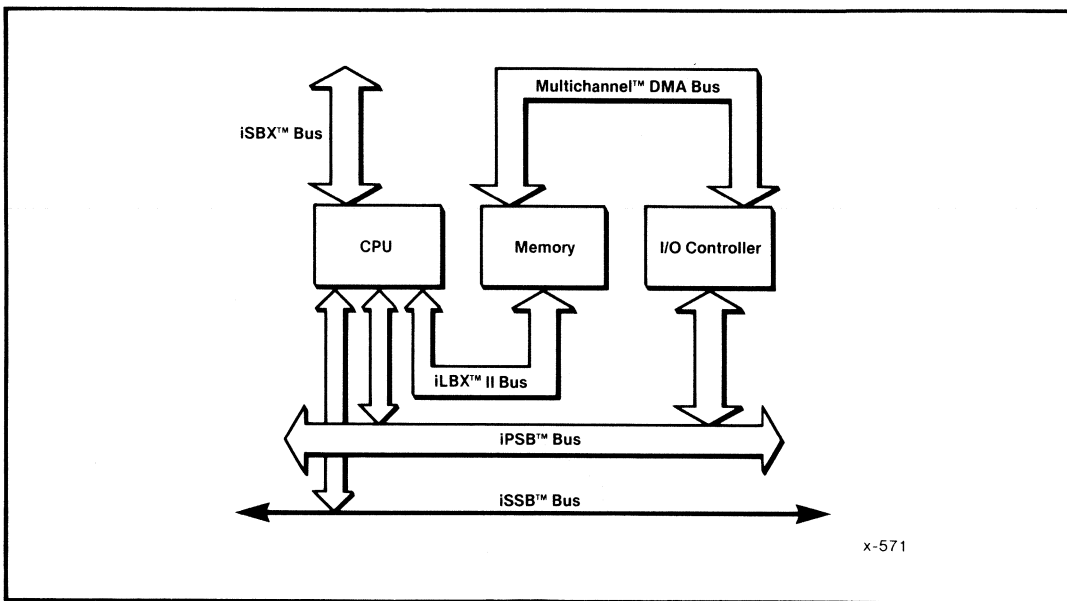 Multichannel™ DMA Bus
iSBX™ Bus
CPU
Memory
I/O Controller
iLBX™ II Bus
iPSB™ Bus
iSSB™ Bus
x-571